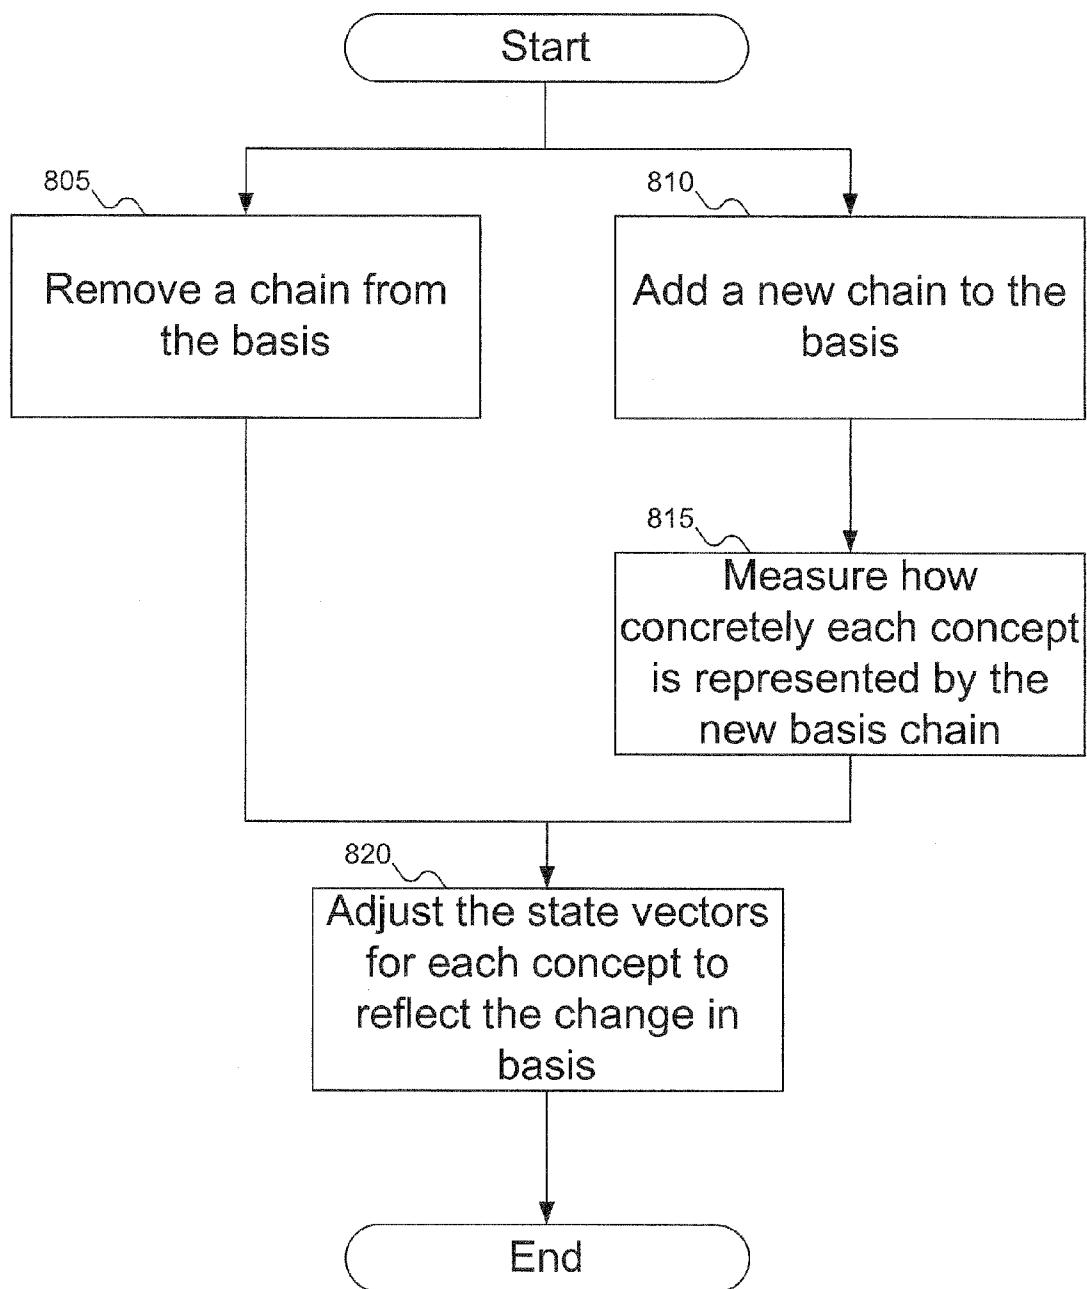 Start
805
810
Remove a chain from
the basis
Add a new chain to the
basis
815
Measure how
concretely each concept
is represented by the
new basis chain
820
Adjust the state vectors
for each concept to
reflect the change in
basis
End